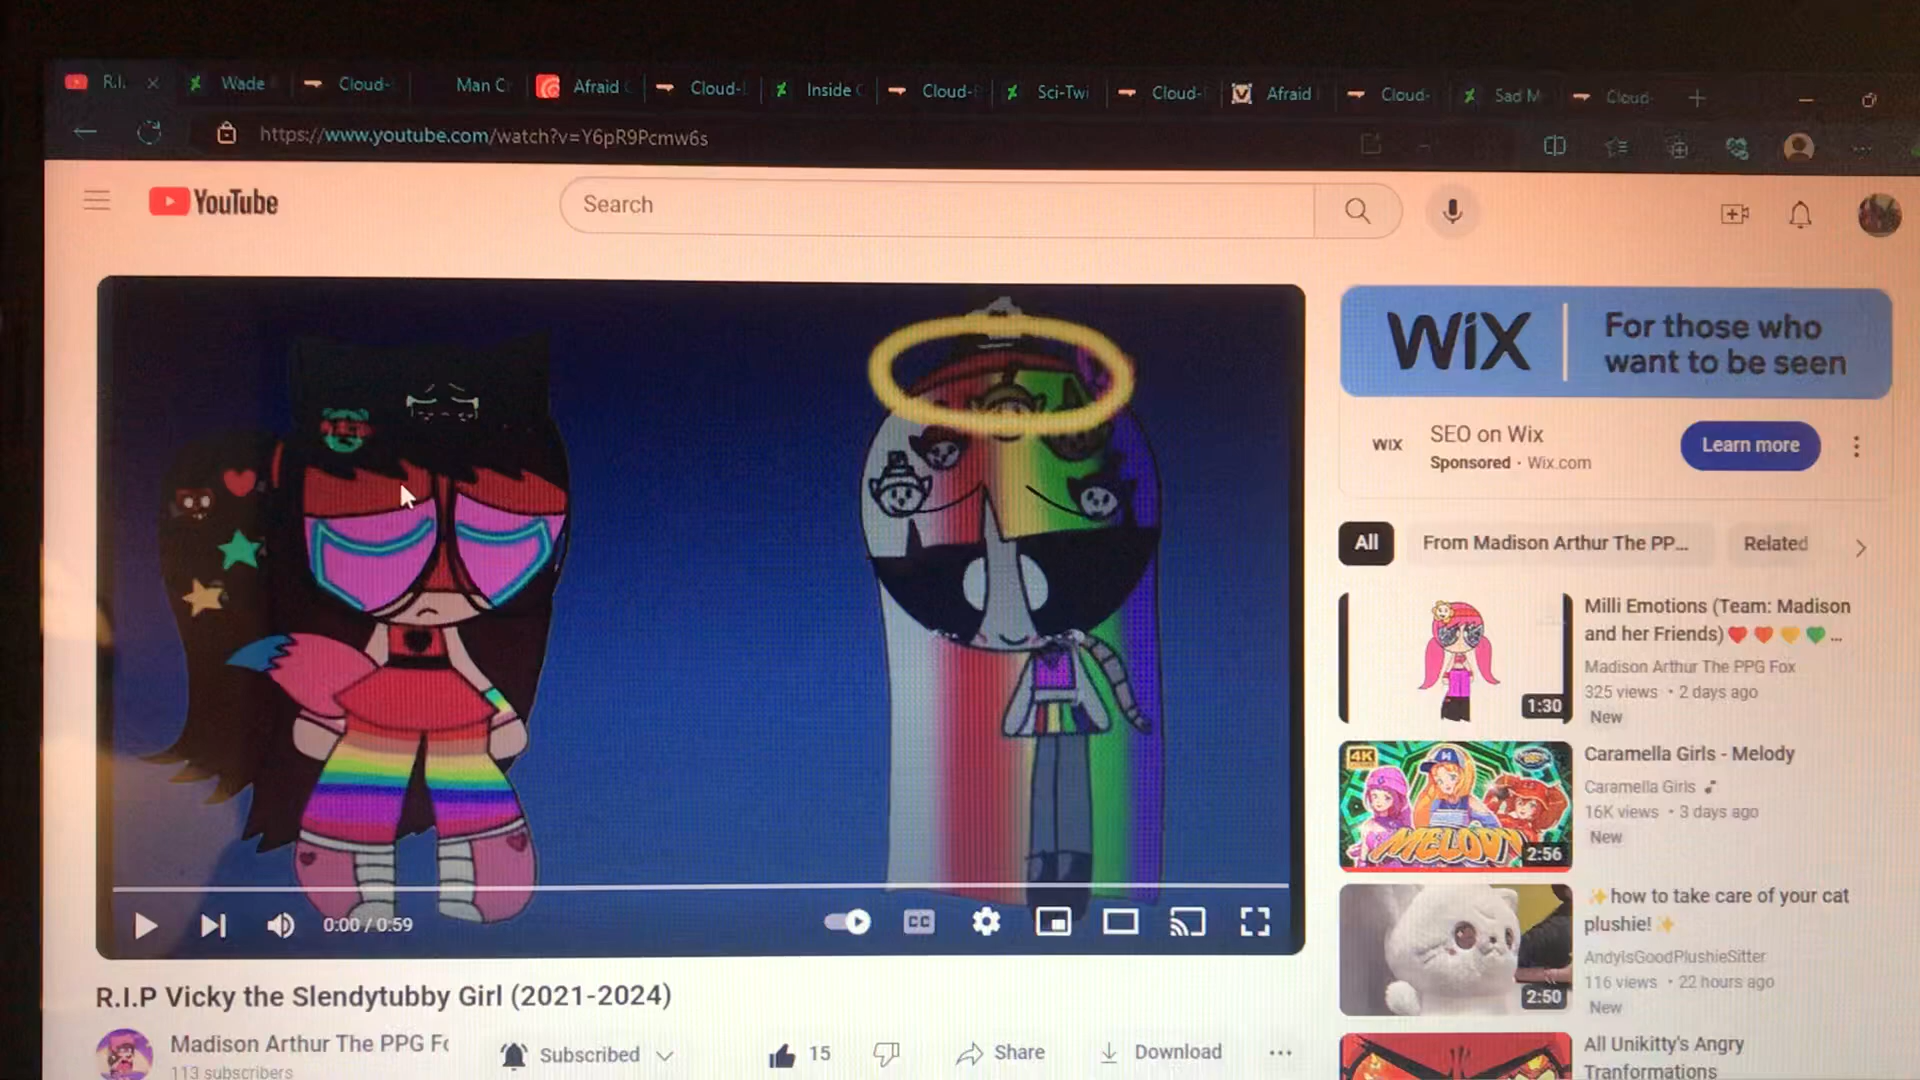 R.I.
Wade
Cloud-
Man C
Afraid
Cloud-
Inside
Cloud-
Sci-Twi
Cloud-
Afraid
Cloud-
Sad M
Cloud-
https://www.youtube.com/watch?v=Y6pR9Pcmw6s
YouTube
Search
WiX
For those who
want to be seen
WIX
SEO on Wix
Sponsored · Wix.com
Learn more
All
From Madison Arthur The PP...
Related
Milli Emotions (Team: Madison
and her Friends)❤️🧡💛💚...
Madison Arthur The PPG Fox
325 views • 2 days ago
New
1:30
4K
MELODY
2:56
Caramella Girls - Melody
Caramella Girls
16K views • 3 days ago
New
✨how to take care of your cat
plushie! ✨
AndyIsGoodPlushieSitter
116 views • 22 hours ago
New
2:50
CC
0:00 / 0:59
R.I.P Vicky the Slendytubby Girl (2021-2024)
Madison Arthur The PPG Fo
113 subscribers
Subscribed
15
Share
Download
All Unikitty's Angry
Tranformations